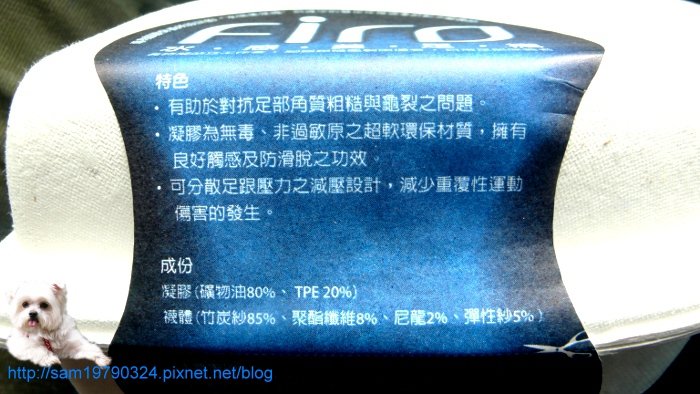 Firo
特色
・有助於對抗足部角質粗糙與龜裂之問題。
・凝膠為無毒、非過敏原之超軟環保材質，擁有
良好觸感及防滑脫之功效。
・可分散足跟壓力之減壓設計，減少重覆性運動
傷害的發生。
成份
凝膠(礦物油80%、TPE 20%)
襪體(竹炭紗85%、聚酯纖維8%、尼龍2%、彈性紗5%)
http://sam19790324.pixnet.net/blog